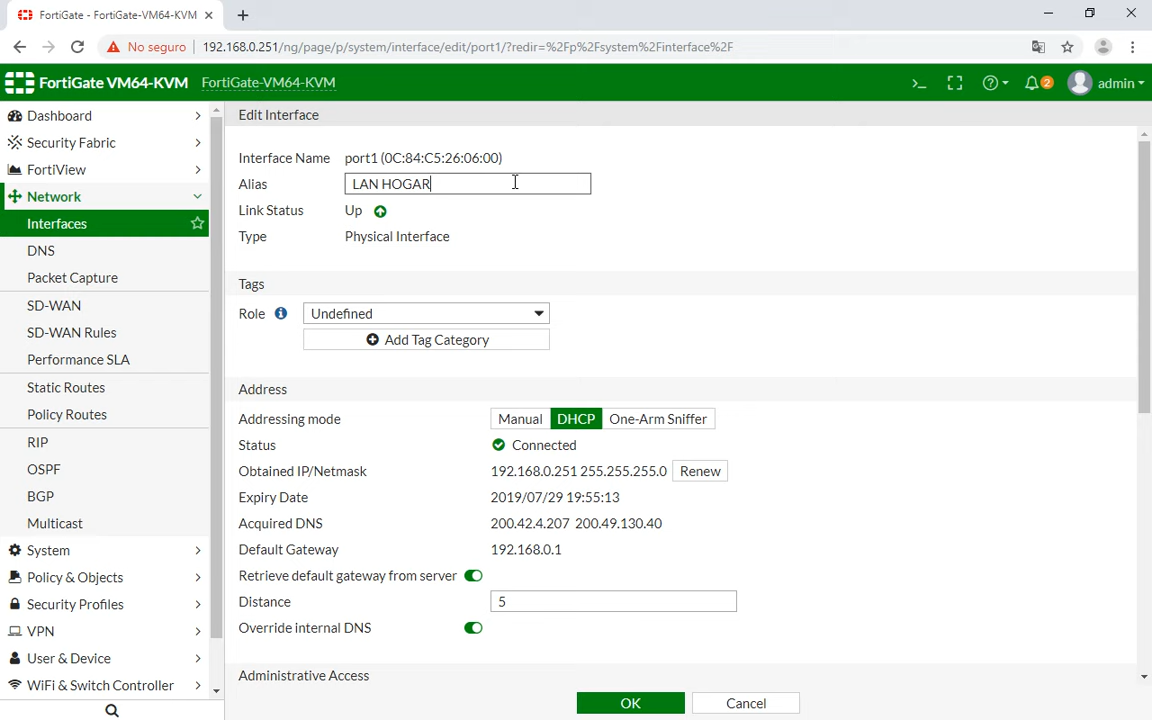 FortiGate - FortiGate-VM64-KVM
No seguro 192.168.0.251/ng/page/p/system/interface/edit/port1/?redir=%2Fp%2Fsystem%2Finterface%2F
FortiGate VM64-KVM FortiGate-VM64-KVM 2 admin
Dashboard
Security Fabric
FortiView
Network
Interfaces
DNS
Packet Capture
SD-WAN
SD-WAN Rules
Performance SLA
Static Routes
Policy Routes
RIP
OSPF
BGP
Multicast
System
Policy & Objects
Security Profiles
VPN
User & Device
WiFi & Switch Controller
Edit Interface
Interface Name port1 (0C:84:C5:26:06:00)
Alias LAN HOGAR
Link Status Up
Type Physical Interface
Tags
Role Undefined
Add Tag Category
Address
Addressing mode Manual DHCP One-Arm Sniffer
Status Connected
Obtained IP/Netmask 192.168.0.251 255.255.255.0 Renew
Expiry Date 2019/07/29 19:55:13
Acquired DNS 200.42.4.207 200.49.130.40
Default Gateway 192.168.0.1
Retrieve default gateway from server
Distance 5
Override internal DNS
Administrative Access
OK Cancel